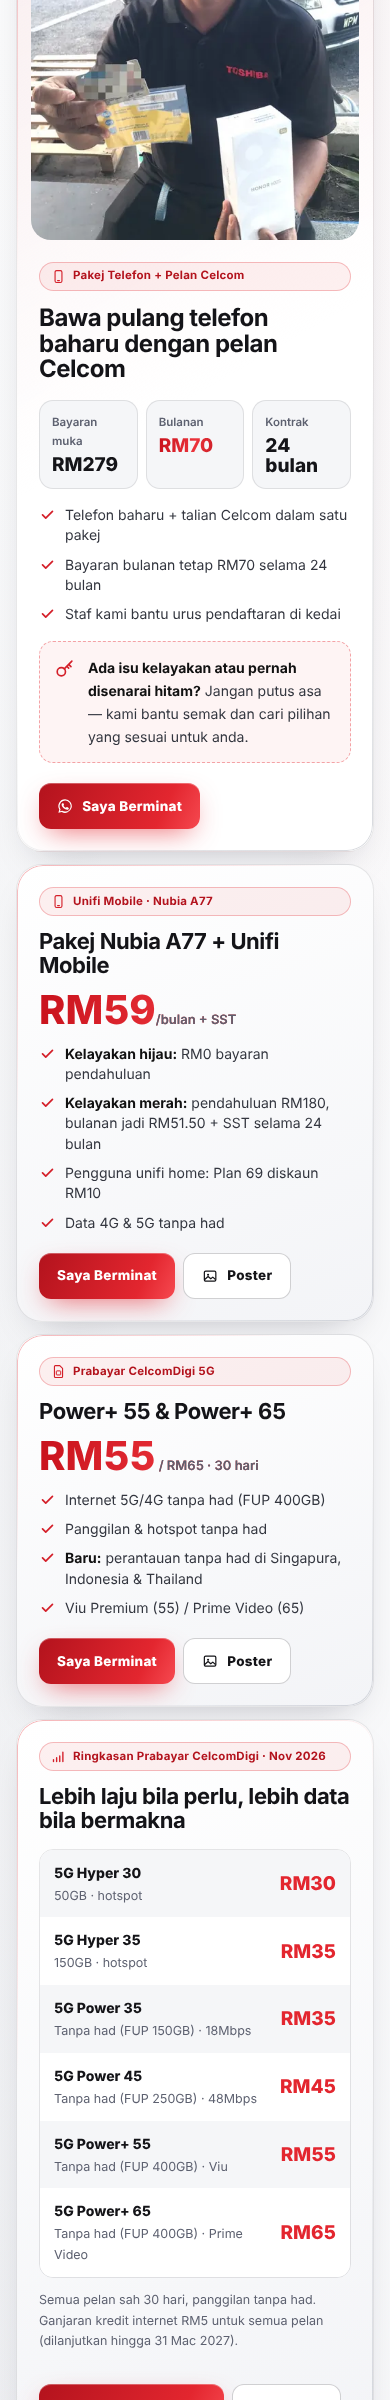 WPM
TOSHIBA
Pakej Telefon + Pelan Celcom
Bawa pulang telefon
baharu dengan pelan
Celcom
Bayaran
muka
RM279
Bulanan
RM70
Kontrak
24
bulan
Telefon baharu + talian Celcom dalam satu
pakej
Bayaran bulanan tetap RM70 selama 24
bulan
Staf kami bantu urus pendaftaran di kedai
Ada isu kelayakan atau pernah
disenarai hitam? Jangan putus asa
— kami bantu semak dan cari pilihan
yang sesuai untuk anda.
Saya Berminat
Unifi Mobile · Nubia A77
Pakej Nubia A77 + Unifi
Mobile
RM59/bulan + SST
Kelayakan hijau: RM0 bayaran
pendahuluan
Kelayakan merah: pendahuluan RM180,
bulanan jadi RM51.50 + SST selama 24
bulan
Pengguna unifi home: Plan 69 diskaun
RM10
Data 4G & 5G tanpa had
Saya Berminat
Poster
Prabayar CelcomDigi 5G
Power+ 55 & Power+ 65
RM55 / RM65 · 30 hari
Internet 5G/4G tanpa had (FUP 400GB)
Panggilan & hotspot tanpa had
Baru: perantauan tanpa had di Singapura,
Indonesia & Thailand
Viu Premium (55) / Prime Video (65)
Saya Berminat
Poster
Ringkasan Prabayar CelcomDigi · Nov 2026
Lebih laju bila perlu, lebih data
bila bermakna
5G Hyper 30
50GB · hotspot
RM30
5G Hyper 35
150GB · hotspot
RM35
5G Power 35
Tanpa had (FUP 150GB) · 18Mbps
RM35
5G Power 45
Tanpa had (FUP 250GB) · 48Mbps
RM45
5G Power+ 55
Tanpa had (FUP 400GB) · Viu
RM55
5G Power+ 65
Tanpa had (FUP 400GB) · Prime
Video
RM65
Semua pelan sah 30 hari, panggilan tanpa had.
Ganjaran kredit internet RM5 untuk semua pelan
(dilanjutkan hingga 31 Mac 2027).